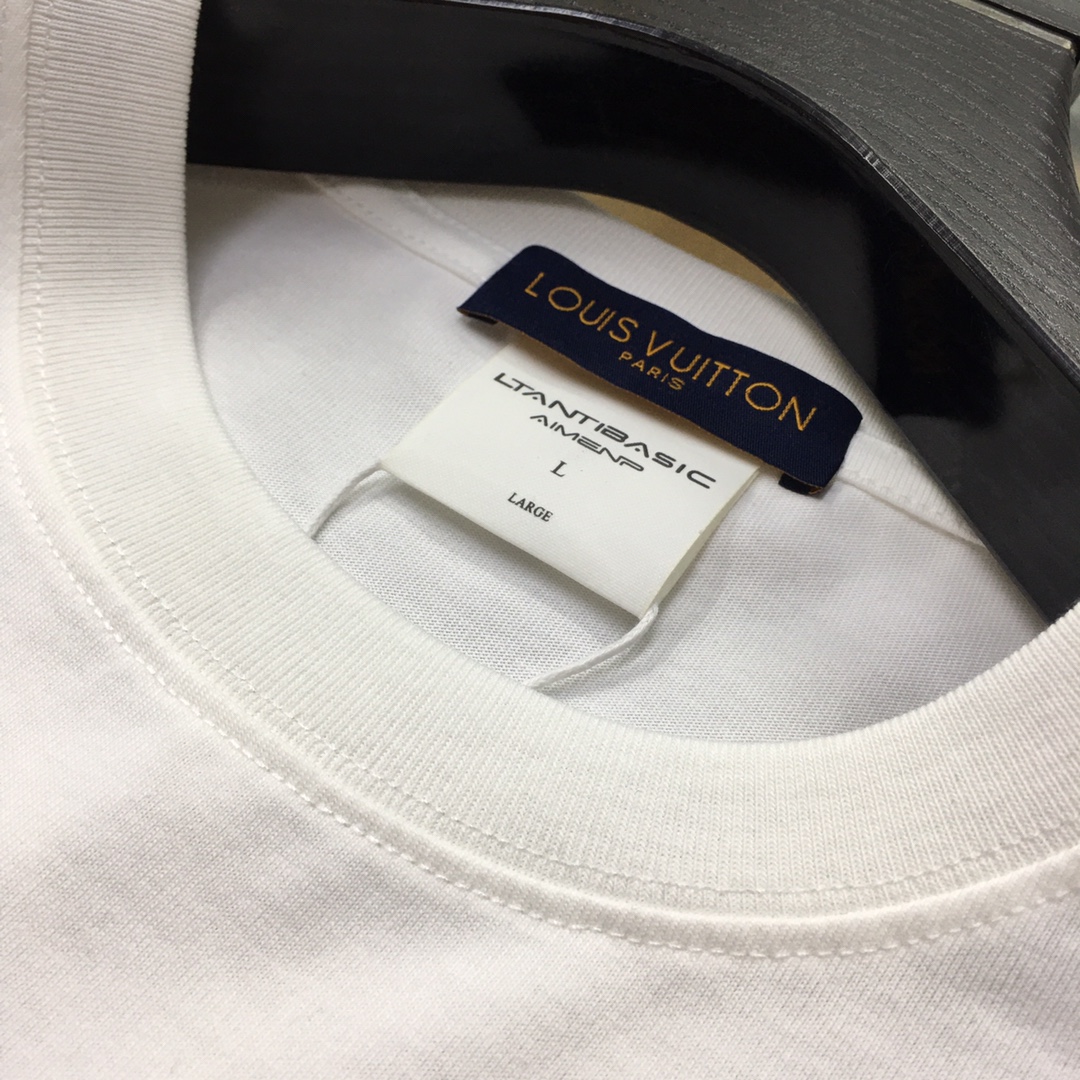 LOUIS VUITTON
PARIS
LTANTIBASIC
AIMENP
L
LARGE